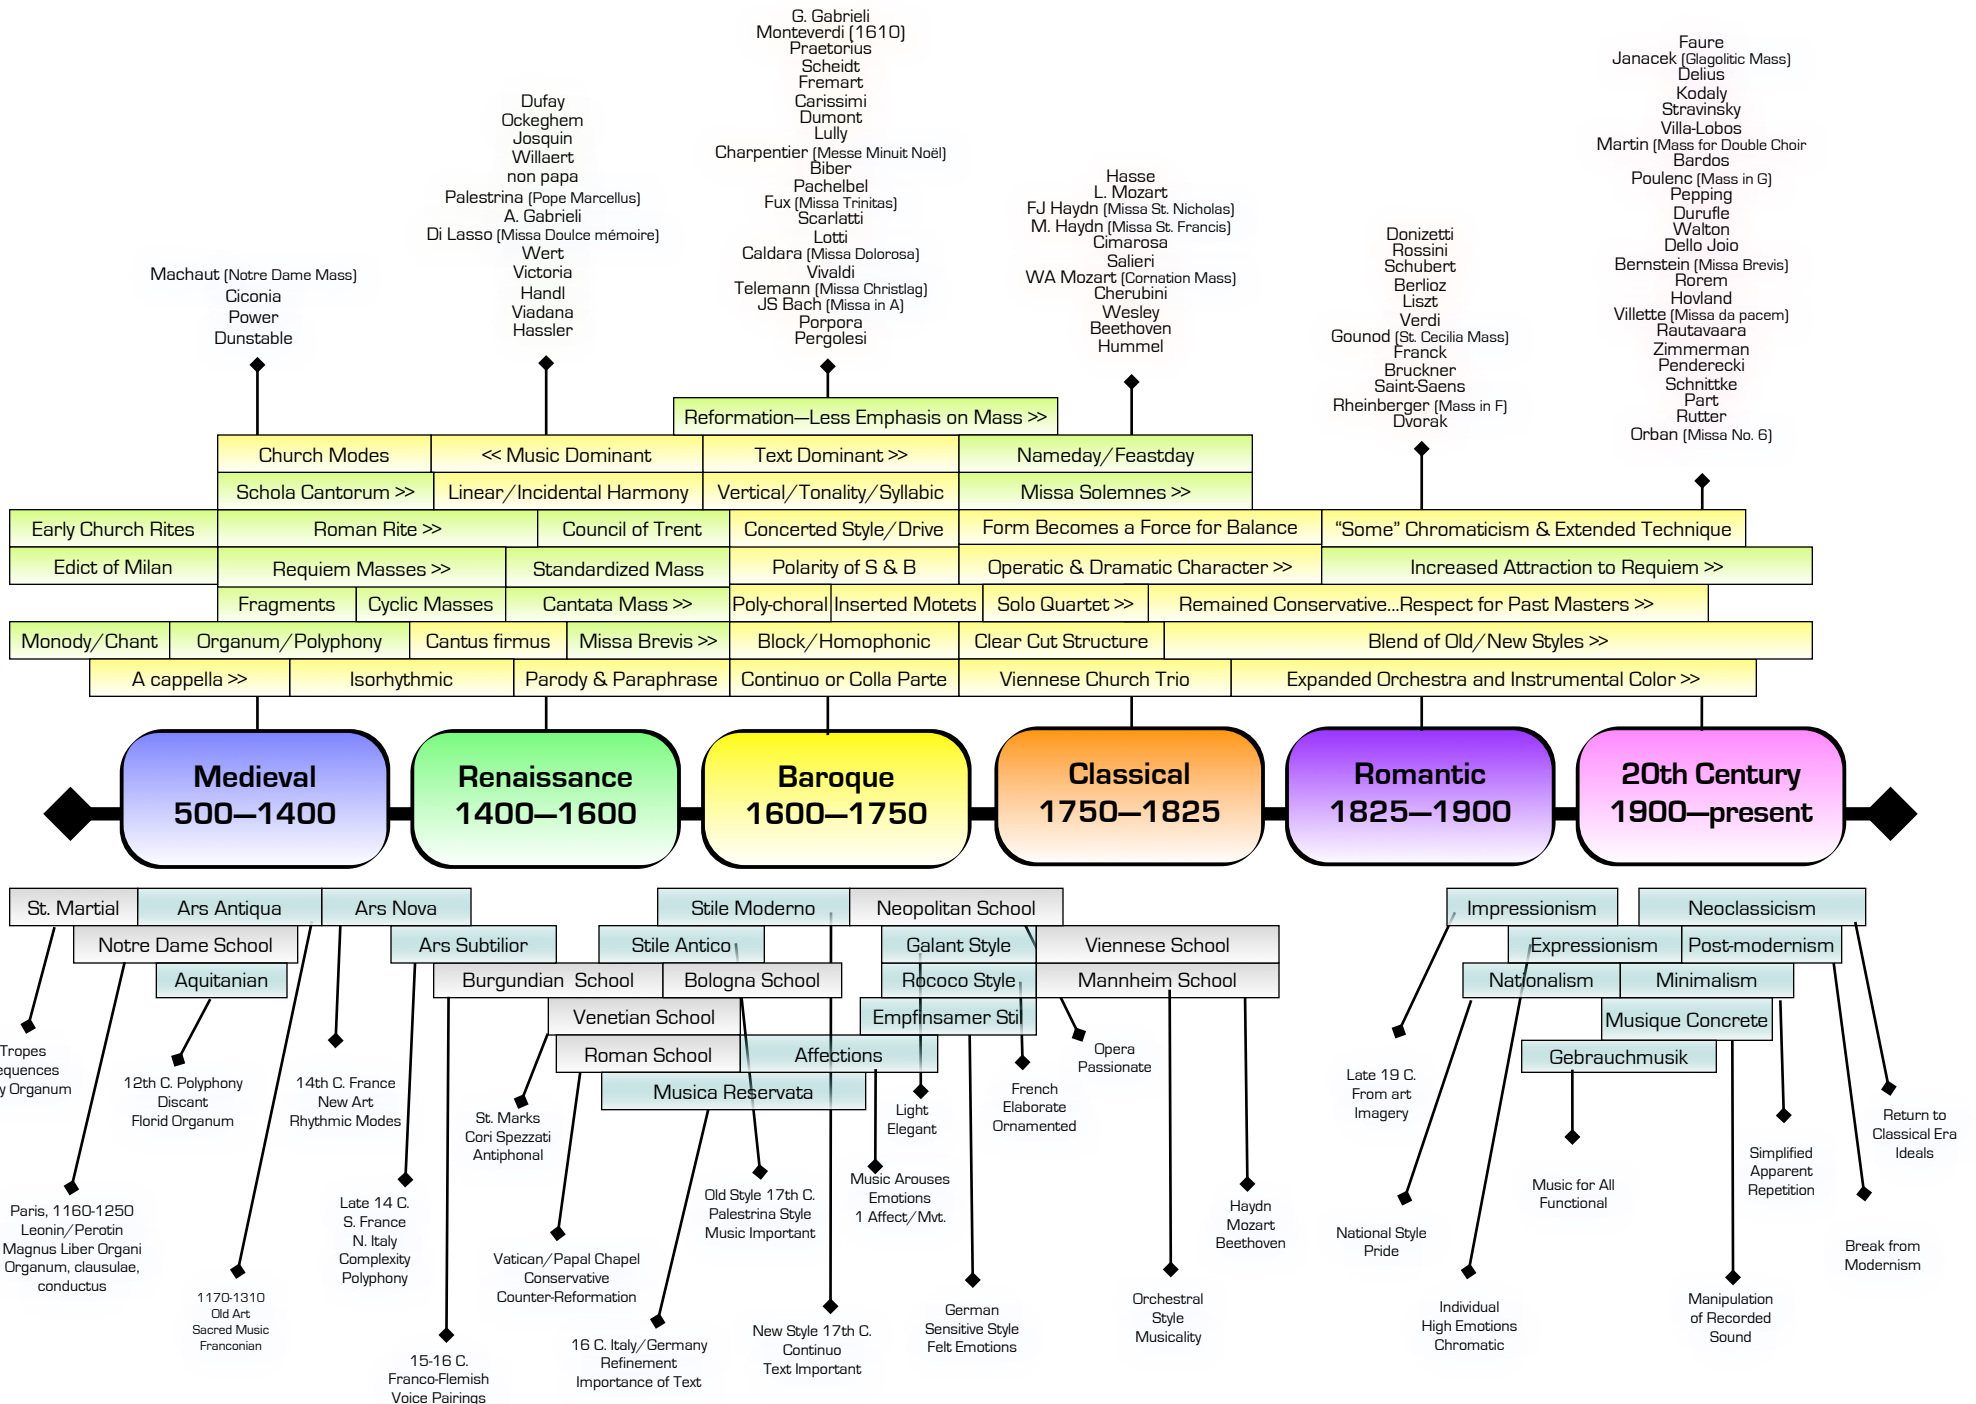 G. Gabrieli
Monteverdi (1610)
Praetorius
Scheidt
Fremart
Carissimi
Dumont
Lully
Charpentier (Messe Minuit Noël)
Biber
Pachelbel
Fux (Missa Trinitas)
Scarlatti
Lotti
Caldara (Missa Dolorosa)
Vivaldi
Telemann (Missa Christlag)
JS Bach (Missa in A)
Porpora
Pergolesi
Faure
Janacek (Glagolitic Mass)
Delius
Kodaly
Stravinsky
Villa-Lobos
Martin (Mass for Double Choir
Bardos
Poulenc (Mass in G)
Pepping
Durufle
Walton
Dello Joio
Bernstein (Missa Brevis)
Rorem
Hovland
Villette (Missa da pacem)
Rautavaara
Zimmerman
Penderecki
Schnittke
Part
Rutter
Orban (Missa No. 6)
Dufay
Ockeghem
Josquin
Willaert
non papa
Palestrina (Pope Marcellus)
A. Gabrieli
Di Lasso (Missa Doulce mémoire)
Wert
Victoria
Handl
Viadana
Hassler
Hasse
L. Mozart
FJ Haydn (Missa St. Nicholas)
M. Haydn (Missa St. Francis)
Cimarosa
Salieri
WA Mozart (Cornation Mass)
Cherubini
Wesley
Beethoven
Hummel
Donizetti
Rossini
Schubert
Berlioz
Liszt
Verdi
Gounod (St. Cecilia Mass)
Franck
Bruckner
Saint-Saens
Rheinberger (Mass in F)
Dvorak
Machaut (Notre Dame Mass)
Ciconia
Power
Dunstable
Reformation—Less Emphasis on Mass >>
Church Modes
<< Music Dominant
Text Dominant >>
Nameday/Feastday
Schola Cantorum >>
Linear/Incidental Harmony
Vertical/Tonality/Syllabic
Missa Solemnes >>
Early Church Rites
Roman Rite >>
Council of Trent
Concerted Style/Drive
Form Becomes a Force for Balance
“Some” Chromaticism & Extended Technique
Edict of Milan
Requiem Masses >>
Standardized Mass
Polarity of S & B
Operatic & Dramatic Character >>
Increased Attraction to Requiem >>
Fragments
Cyclic Masses
Cantata Mass >>
Poly-choral
Inserted Motets
Solo Quartet >>
Remained Conservative...Respect for Past Masters >>
Monody/Chant
Organum/Polyphony
Cantus firmus
Missa Brevis >>
Block/Homophonic
Clear Cut Structure
Blend of Old/New Styles >>
A cappella >>
Isorhythmic
Parody & Paraphrase
Continuo or Colla Parte
Viennese Church Trio
Expanded Orchestra and Instrumental Color >>
Medieval
500—1400
Renaissance
1400—1600
Baroque
1600—1750
Classical
1750—1825
Romantic
1825—1900
20th Century
1900—present
St. Martial
Ars Antiqua
Ars Nova
Stile Moderno
Neopolitan School
Impressionism
Neoclassicism
Notre Dame School
Ars Subtilior
Stile Antico
Galant Style
Viennese School
Expressionism
Post-modernism
Aquitanian
Burgundian School
Bologna School
Rococo Style
Mannheim School
Nationalism
Minimalism
Venetian School
Empfinsamer Stil
Musique Concrete
Roman School
Affections
Gebrauchmusik
Musica Reservata
Tropes
equences
y Organum
12th C. Polyphony
Discant
Florid Organum
14th C. France
New Art
Rhythmic Modes
St. Marks
Cori Spezzati
Antiphonal
Light
Elegant
French
Elaborate
Ornamented
Opera
Passionate
Late 19 C.
From art
Imagery
Return to
Classical Era
Ideals
Paris, 1160-1250
Leonin/Perotin
Magnus Liber Organi
Organum, clausulae,
conductus
Late 14 C.
S. France
N. Italy
Complexity
Polyphony
Old Style 17th C.
Palestrina Style
Music Important
Music Arouses
Emotions
1 Affect/Mvt.
Haydn
Mozart
Beethoven
National Style
Pride
Music for All
Functional
Simplified
Apparent
Repetition
Break from
Modernism
1170-1310
Old Art
Sacred Music
Franconian
Vatican/Papal Chapel
Conservative
Counter-Reformation
German
Sensitive Style
Felt Emotions
Orchestral
Style
Musicality
Individual
High Emotions
Chromatic
Manipulation
of Recorded
Sound
15-16 C.
Franco-Flemish
Voice Pairings
16 C. Italy/Germany
Refinement
Importance of Text
New Style 17th C.
Continuo
Text Important